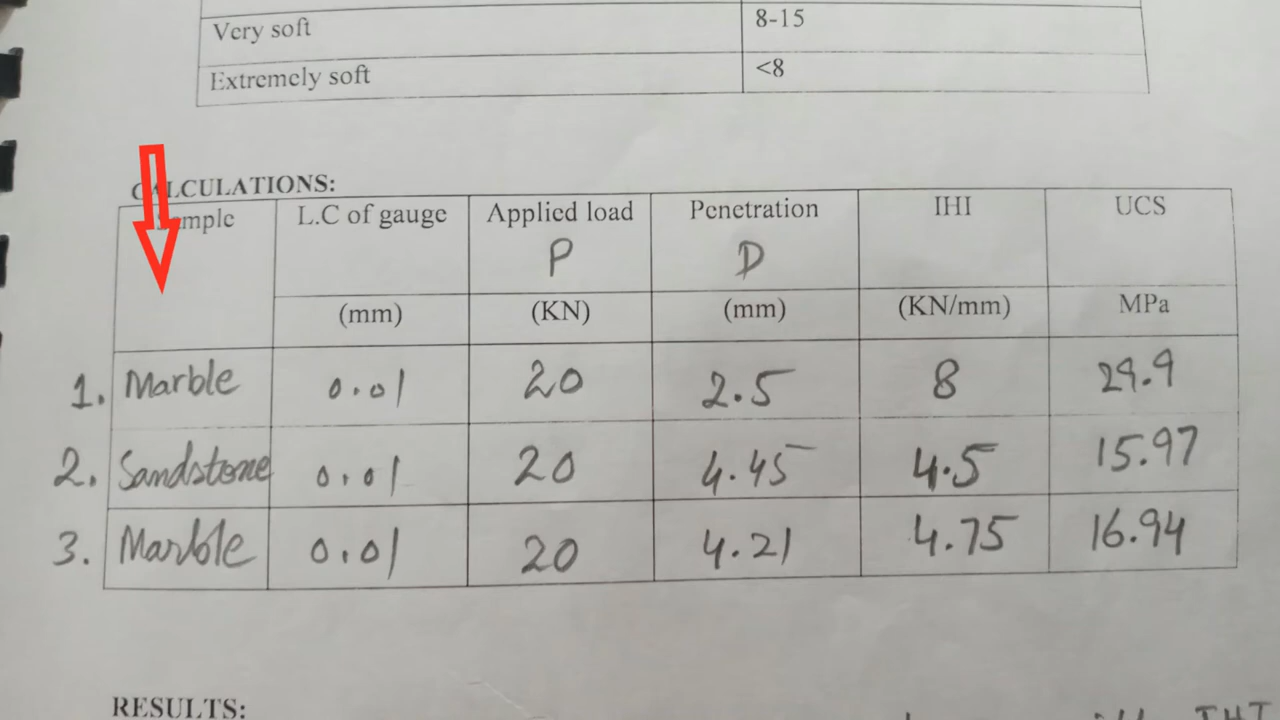 Very soft 8-15
Extremely soft <8
CALCULATIONS:
Sample L.C of gauge Applied load Penetration IHI UCS
P D
(mm) (KN) (mm) (KN/mm) MPa
1. Marble 0.01 20 2.5 8 29.9
2. Sandstone 0.01 20 4.45 4.5 15.97
3. Marble 0.01 20 4.21 4.75 16.94
RESULTS:
IHI